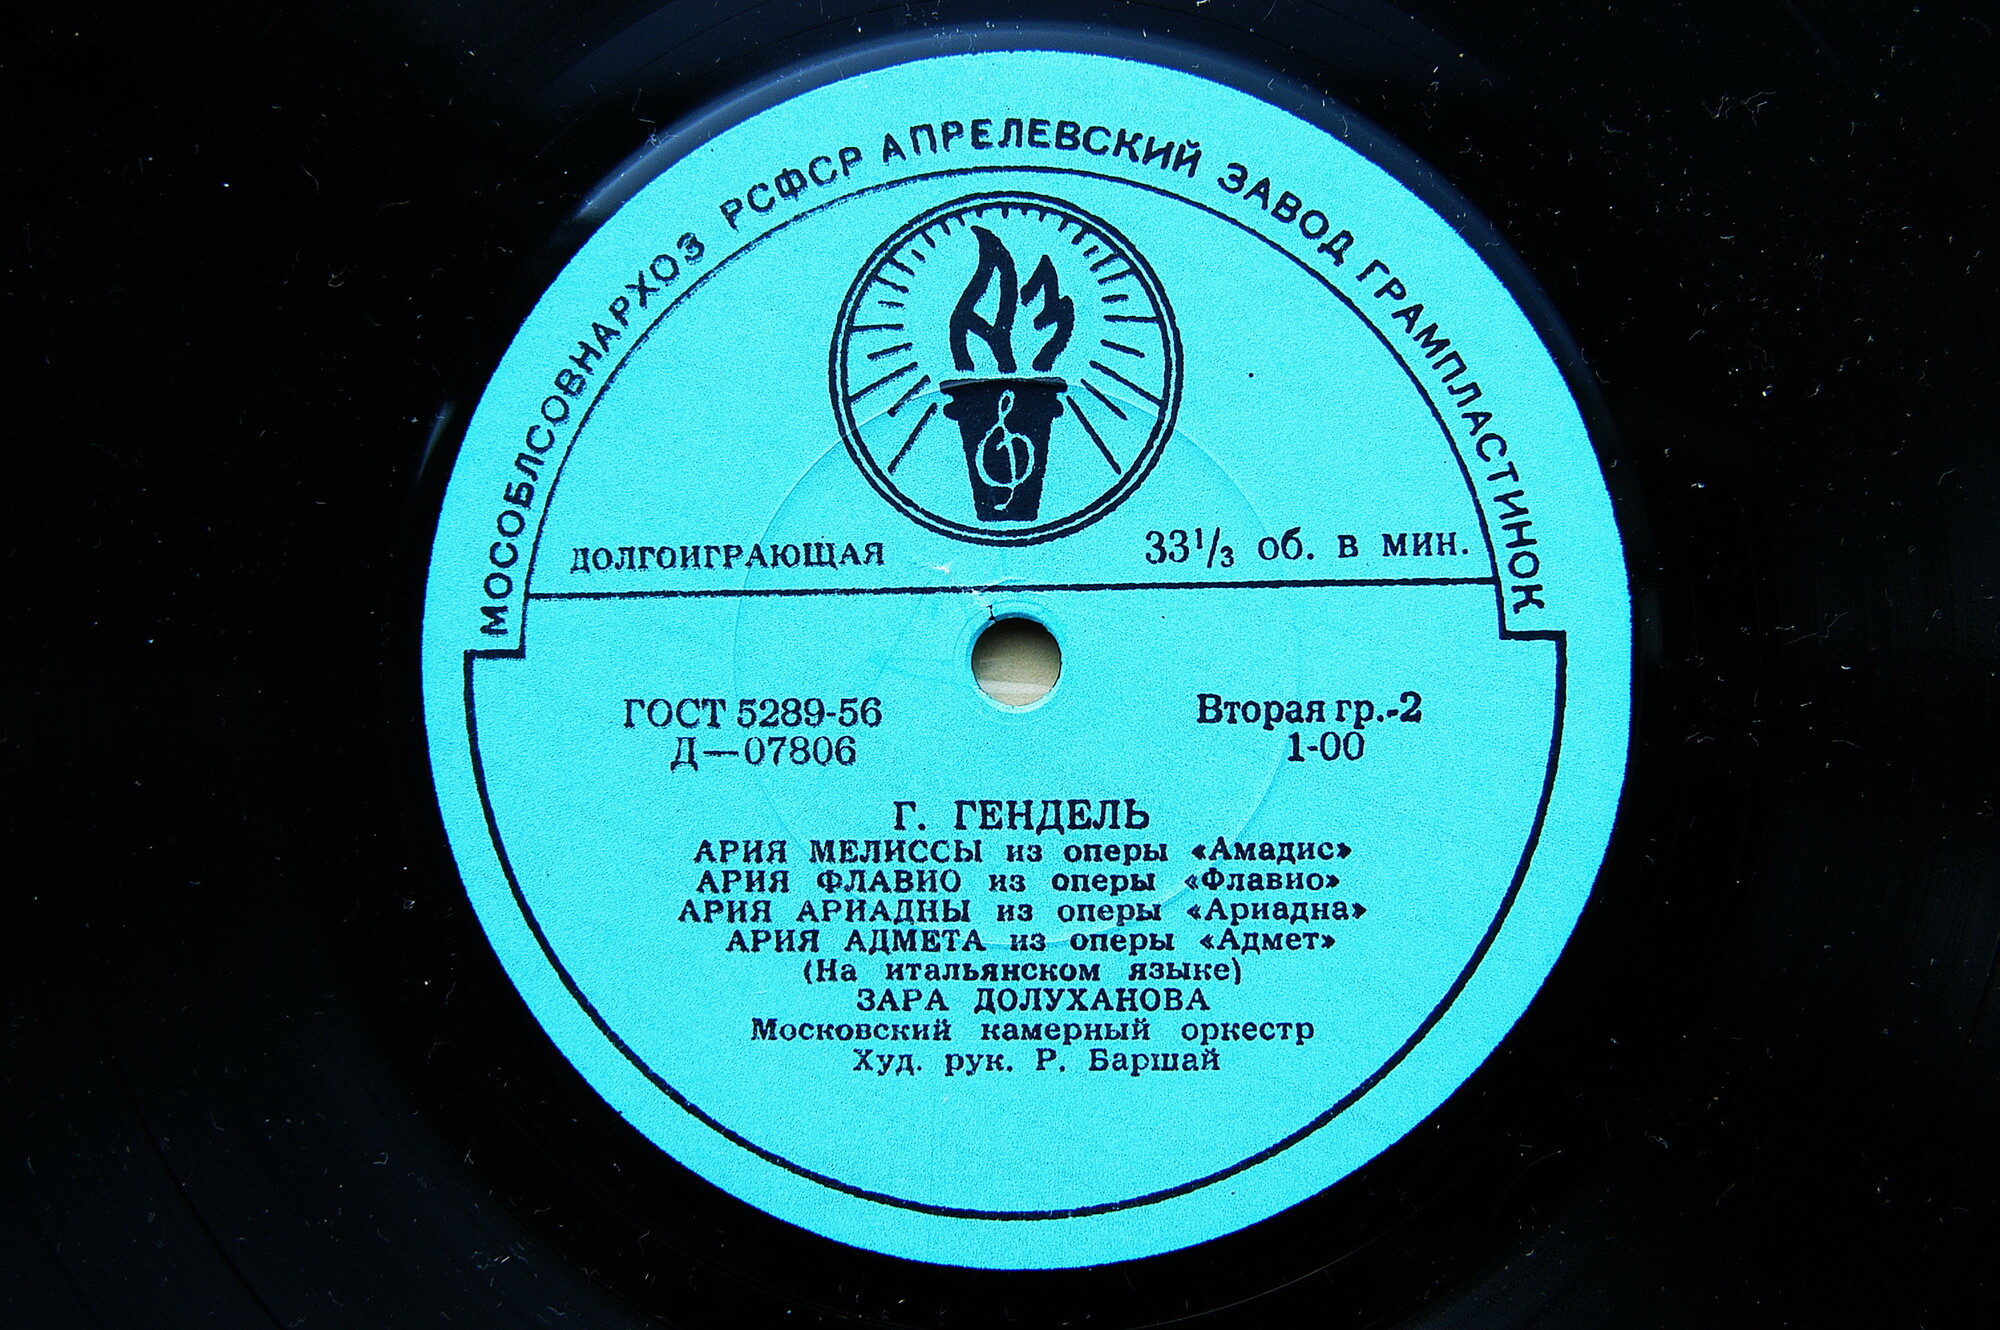 МОСОБЛСОВНАРХОЗ РСФСР АПРЕЛЕВСКИЙ ЗАВОД ГРАМПЛАСТИНОК
АЗ
ДОЛГОИГРАЮЩАЯ 33⅓ об. в мин.
ГОСТ 5289-56 Вторая гр.-2
Д—07806 1-00
Г. ГЕНДЕЛЬ
АРИЯ МЕЛИССЫ из оперы «Амадис»
АРИЯ ФЛАВИО из оперы «Флавио»
АРИЯ АРИАДНЫ из оперы «Ариадна»
АРИЯ АДМЕТА из оперы «Адмет»
(На итальянском языке)
ЗАРА ДОЛУХАНОВА
Московский камерный оркестр
Худ. рук. Р. Баршай